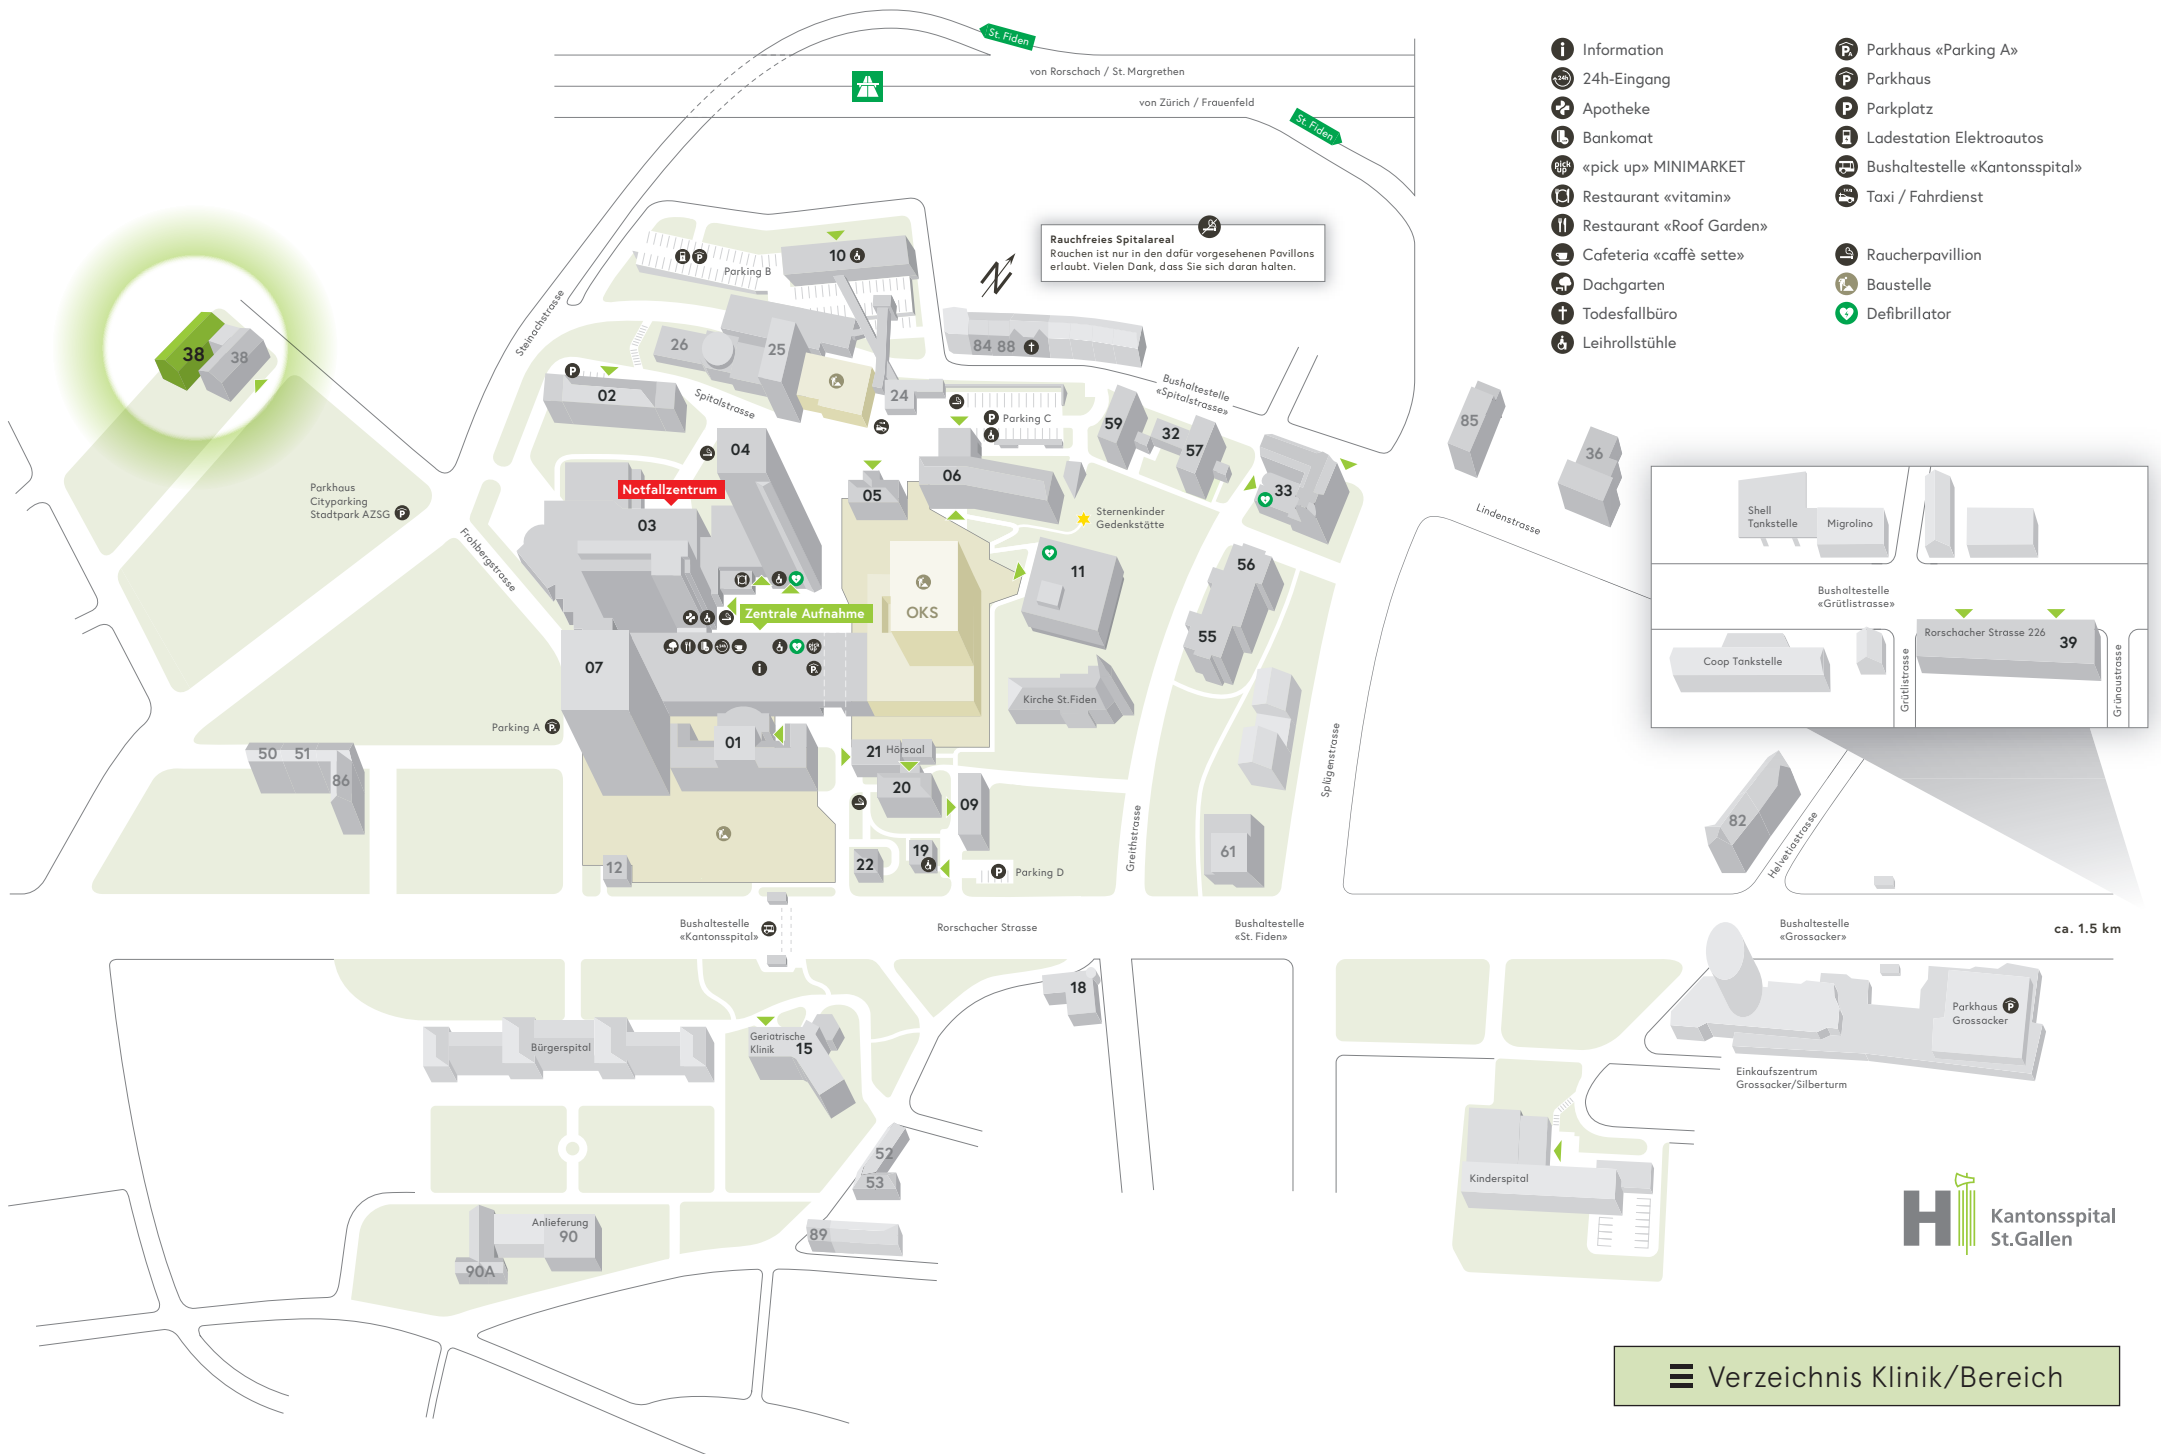 St. Fiden
von Rorschach / St. Margrethen
von Zürich / Frauenfeld
St. Fiden
Information
24h-Eingang
Apotheke
Bankomat
«pick up» MINIMARKET
Restaurant «vitamin»
Restaurant «Roof Garden»
Cafeteria «caffè sette»
Dachgarten
Todesfallbüro
Leihrollstühle
Parkhaus «Parking A»
Parkhaus
Parkplatz
Ladestation Elektroautos
Bushaltestelle «Kantonsspital»
Taxi / Fahrdienst
Raucherpavillion
Baustelle
Defibrillator
Rauchfreies Spitalareal
Rauchen ist nur in den dafür vorgesehenen Pavillons
erlaubt. Vielen Dank, dass Sie sich daran halten.
N
Parking B
10
Steinachstrasse
38
38
26
25
84 88
02
Spitalstrasse
24
Bushaltestelle
«Spitalstrasse»
Parking C
59
32
57
85
36
04
06
05
33
Notfallzentrum
03
Parkhaus
Cityparking
Stadtpark AZSG
Frohbergstrasse
Sternenkinder
Gedenkstätte
Lindenstrasse
11
56
55
OKS
Zentrale Aufnahme
07
Kirche St.Fiden
Parking A
01
21 Hörsaal
20
09
50 51
86
Splügenstrasse
Greithstrasse
61
12
22
19
Parking D
Shell
Tankstelle
Migrolino
Bushaltestelle
«Grütlistrasse»
Rorschacher Strasse 226
39
Coop Tankstelle
Grütlistrasse
Grünaustrasse
82
Helvetiastrasse
Bushaltestelle
«Kantonsspital»
Rorschacher Strasse
Bushaltestelle
«St. Fiden»
Bushaltestelle
«Grossacker»
ca. 1.5 km
18
Bürgerspital
Geriatrische
Klinik
15
Parkhaus
Grossacker
Einkaufszentrum
Grossacker/Silberturm
52
53
89
Anlieferung
90
90A
Kinderspital
Kantonsspital
St.Gallen
Verzeichnis Klinik/Bereich